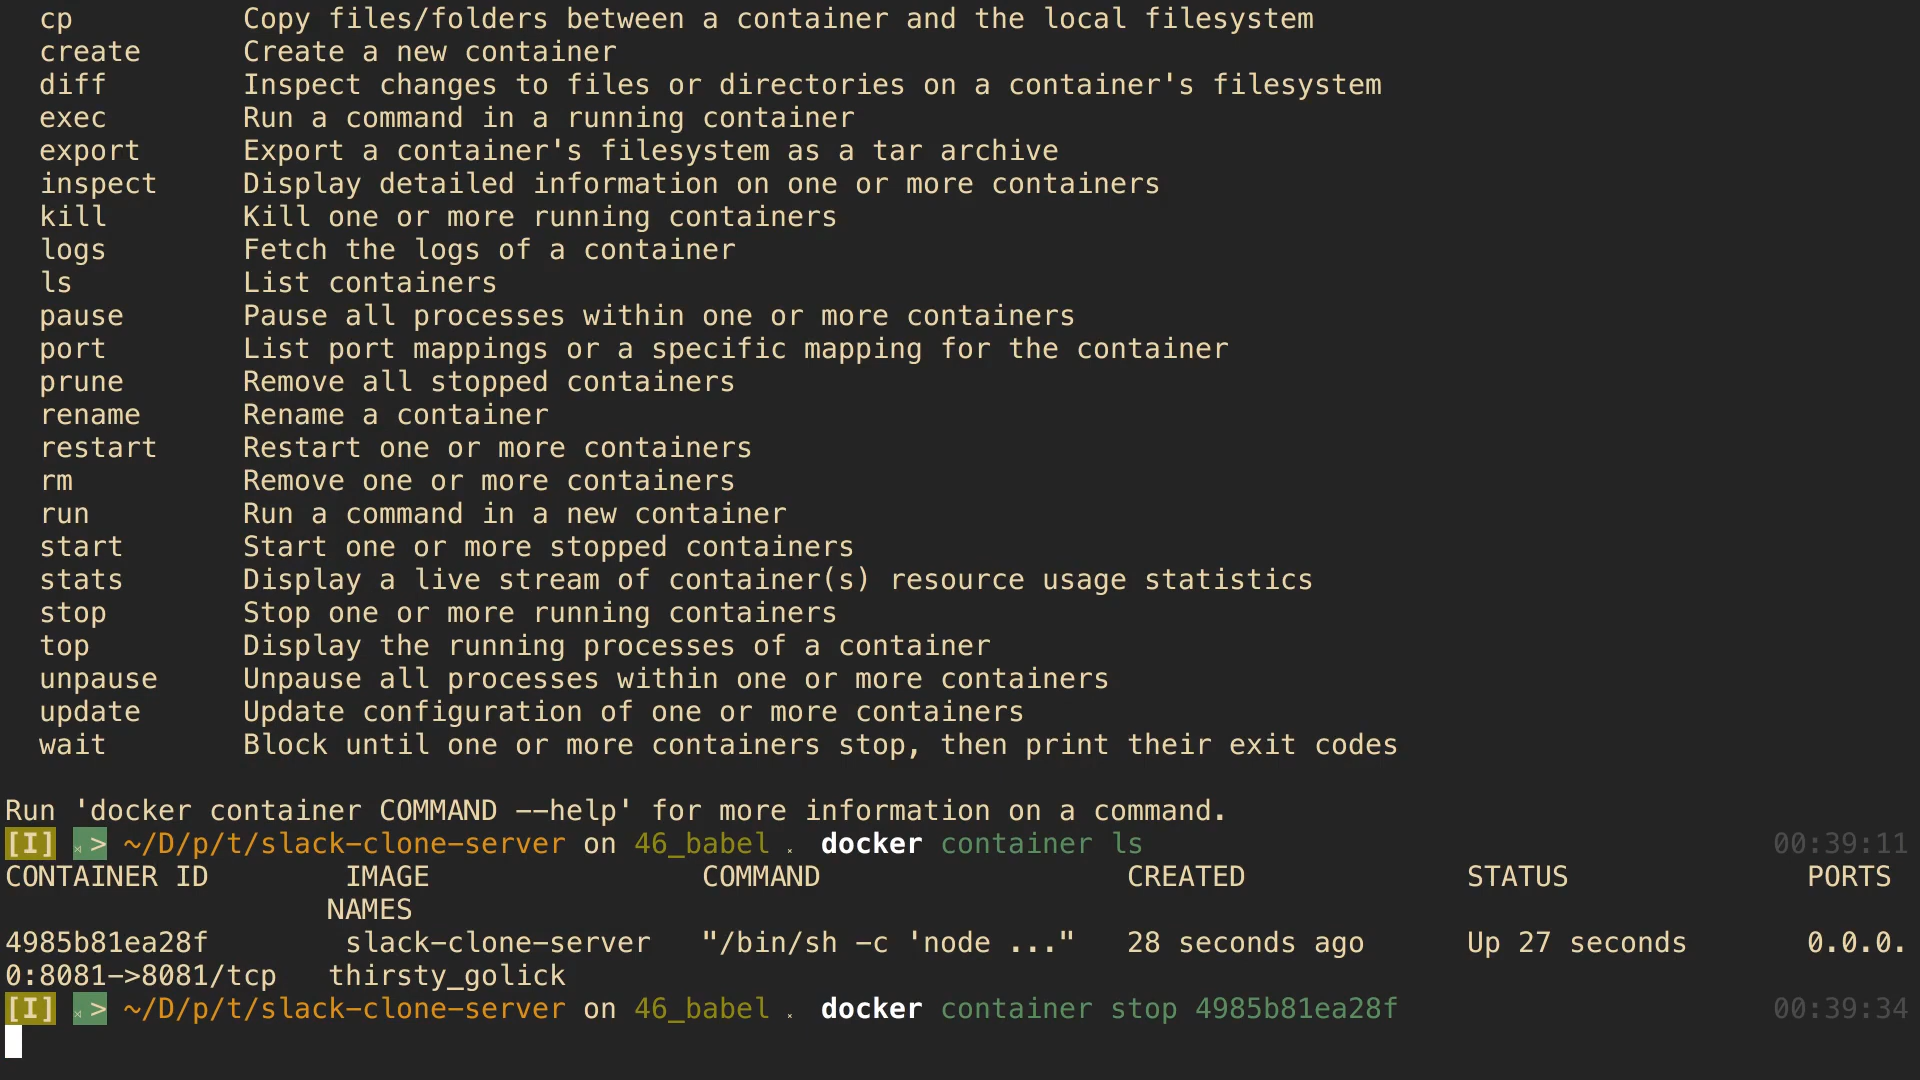 cp Copy files/folders between a container and the local filesystem
create Create a new container
diff Inspect changes to files or directories on a container's filesystem
exec Run a command in a running container
export Export a container's filesystem as a tar archive
inspect Display detailed information on one or more containers
kill Kill one or more running containers
logs Fetch the logs of a container
ls List containers
pause Pause all processes within one or more containers
port List port mappings or a specific mapping for the container
prune Remove all stopped containers
rename Rename a container
restart Restart one or more containers
rm Remove one or more containers
run Run a command in a new container
start Start one or more stopped containers
stats Display a live stream of container(s) resource usage statistics
stop Stop one or more running containers
top Display the running processes of a container
unpause Unpause all processes within one or more containers
update Update configuration of one or more containers
wait Block until one or more containers stop, then print their exit codes
Run 'docker container COMMAND --help' for more information on a command.
[I] × > ~/D/p/t/slack-clone-server on 46_babel × docker container ls 00:39:11
CONTAINER ID IMAGE COMMAND CREATED STATUS PORTS
NAMES
4985b81ea28f slack-clone-server "/bin/sh -c 'node ..." 28 seconds ago Up 27 seconds 0.0.0.
0:8081->8081/tcp thirsty_golick
[I] × > ~/D/p/t/slack-clone-server on 46_babel × docker container stop 4985b81ea28f 00:39:34